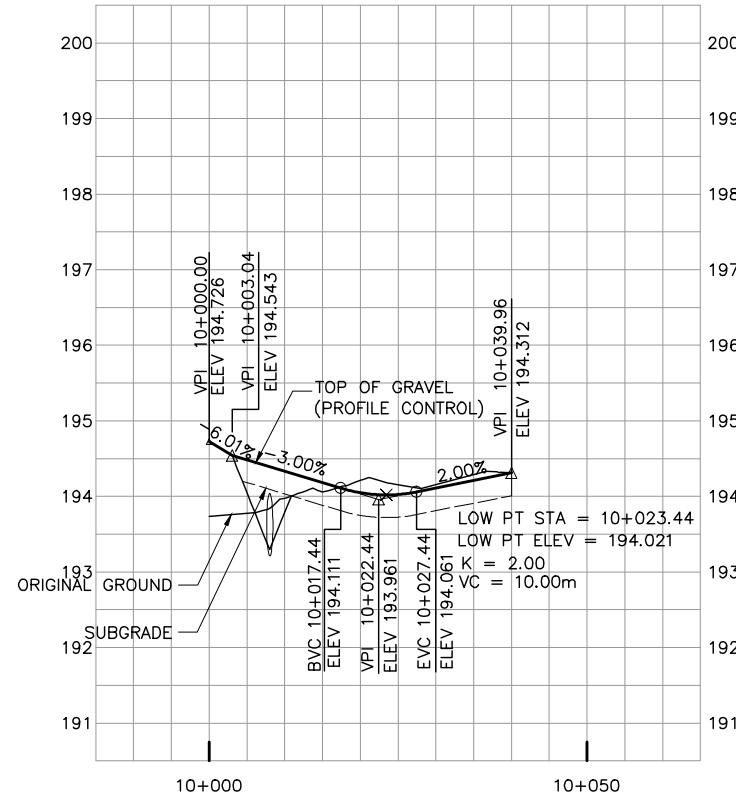 200
200
199
199
198
198
197
197
196
196
195
195
194
194
193
193
192
192
191
191
VPI 10+000.00
ELEV 194.726
VPI 10+003.04
ELEV 194.543
VPI 10+039.96
ELEV 194.312
TOP OF GRAVEL
(PROFILE CONTROL)
-6.01%
-3.00%
2.00%
LOW PT STA = 10+023.44
LOW PT ELEV = 194.021
K = 2.00
VC = 10.00m
ORIGINAL GROUND
SUBGRADE
BVC 10+017.44
ELEV 194.111
VPI 10+022.44
ELEV 193.961
EVC 10+027.44
ELEV 194.061
10+000
10+050